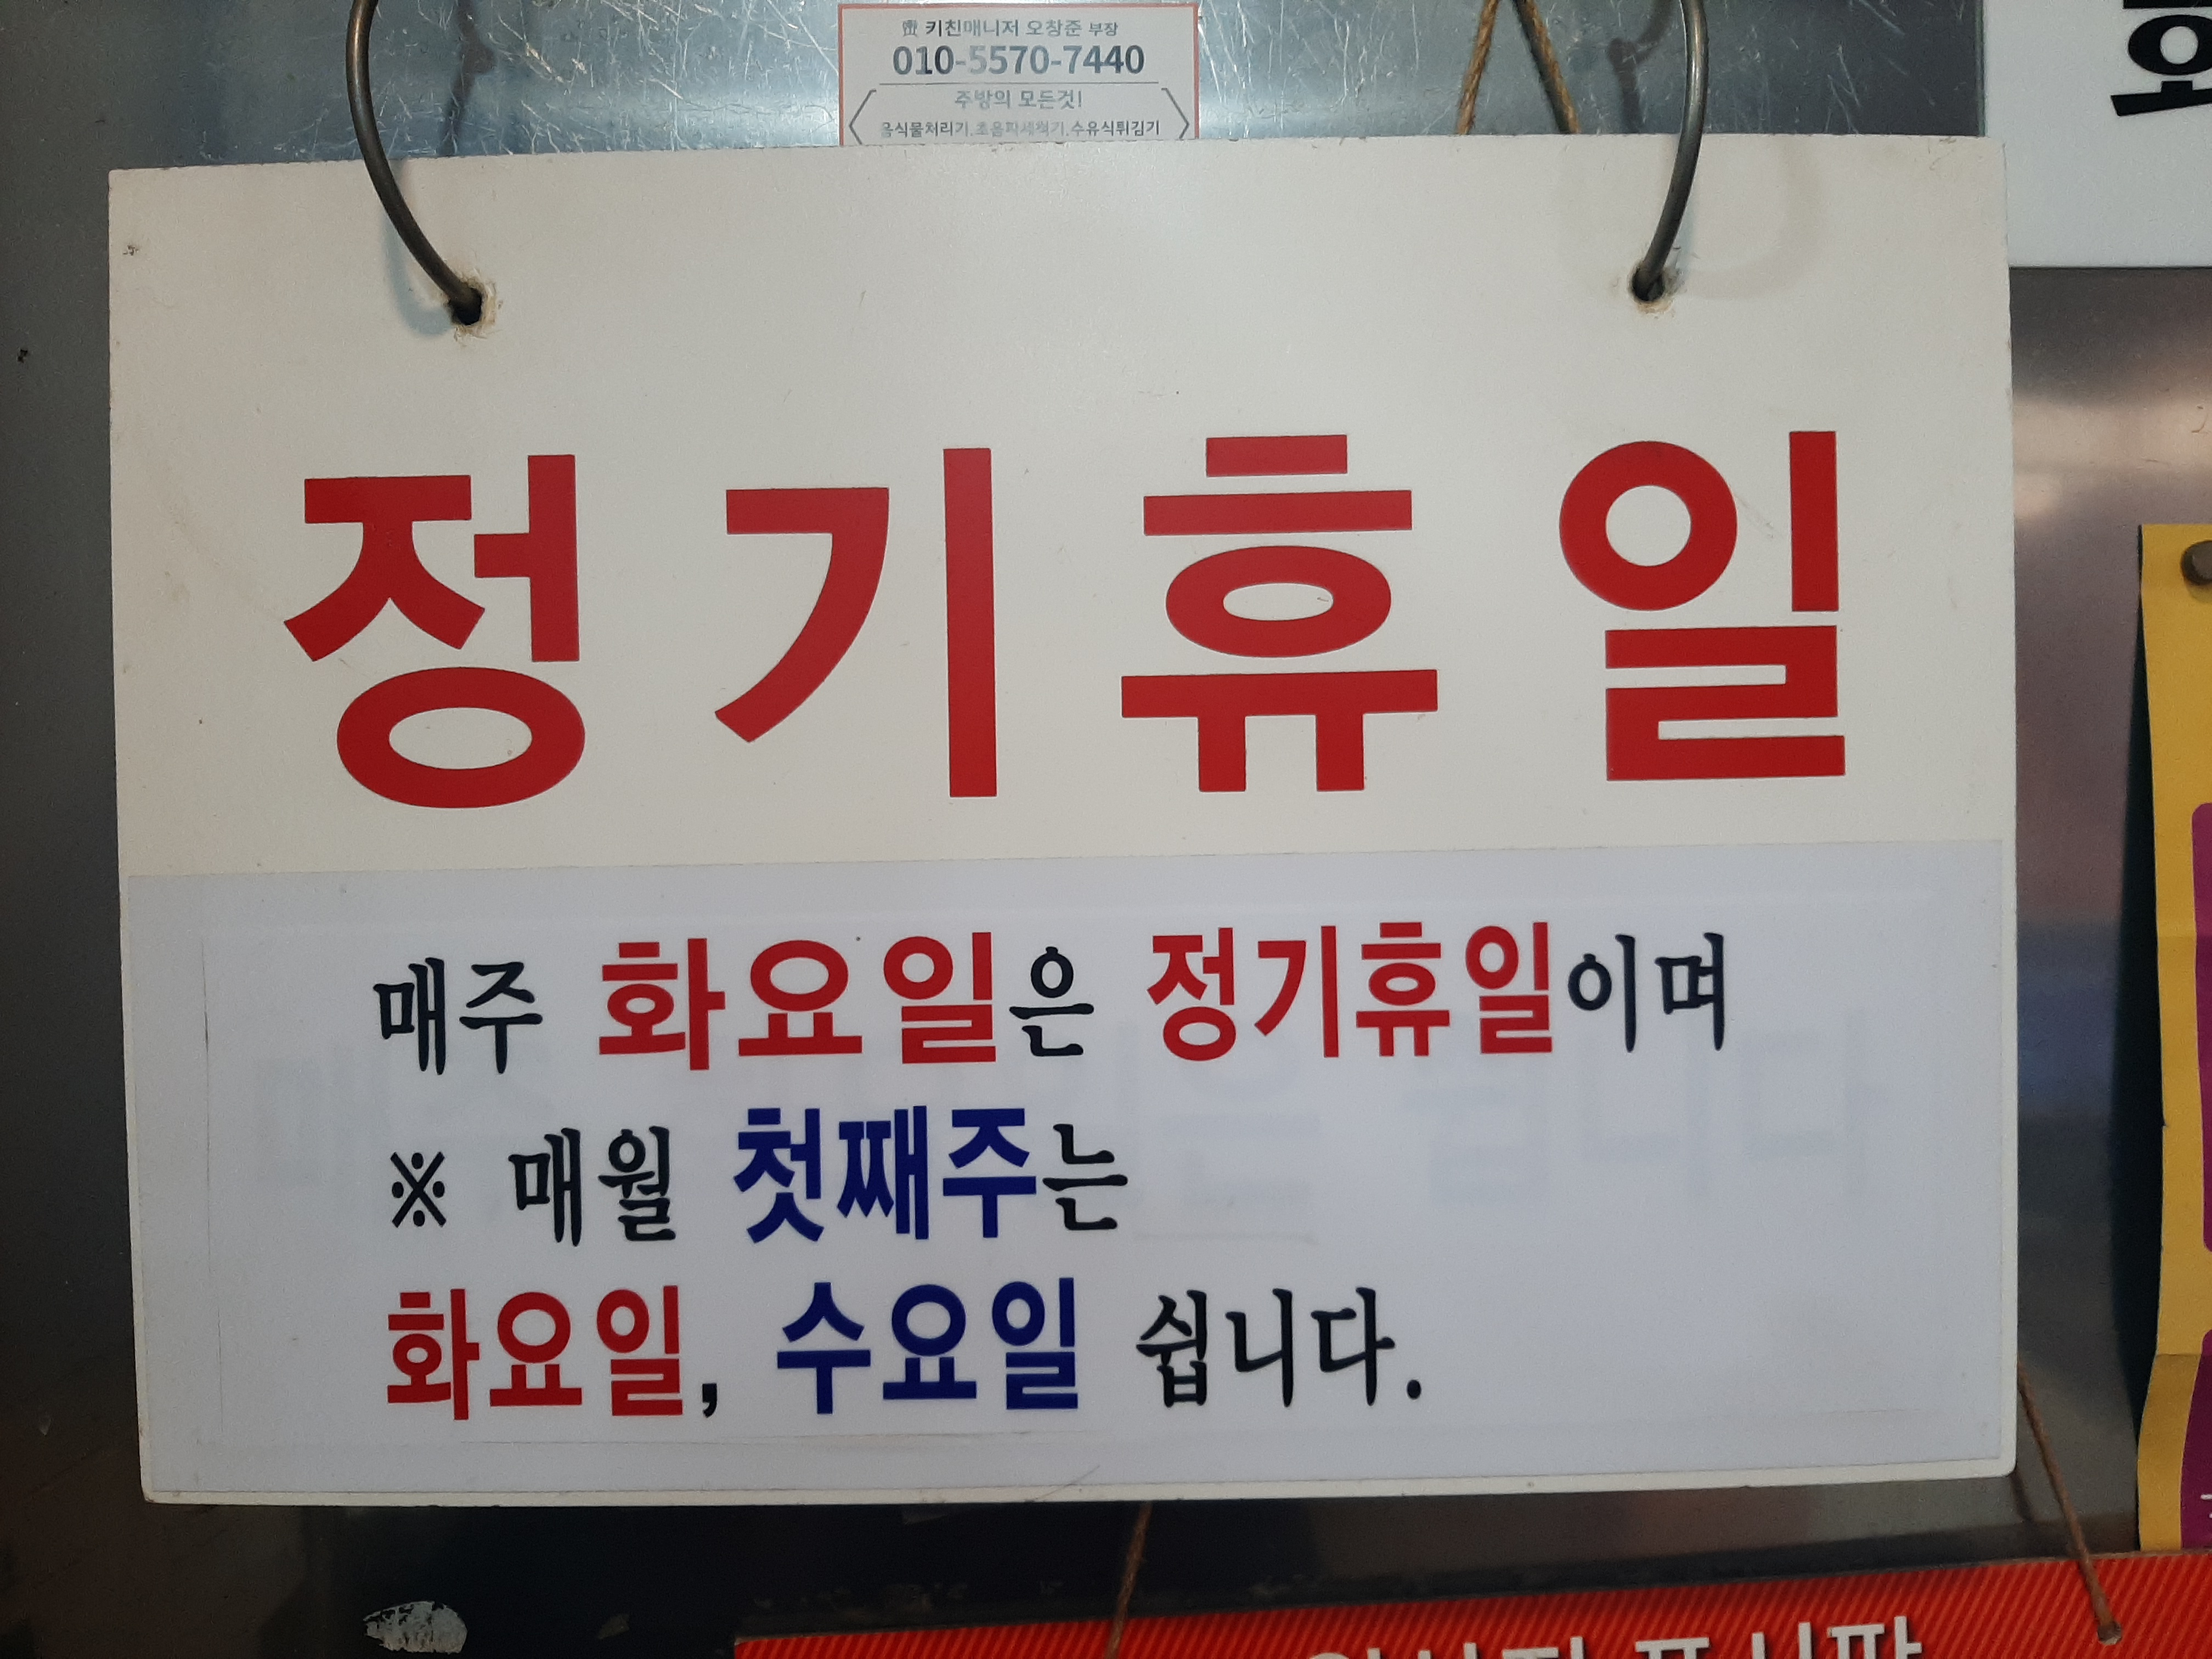 키친매니저 오창준 부장
010-5570-7440
주방의 모든것!
음식물처리기.초음파세척기.수유식튀김기
정기휴일
매주 화요일은 정기휴일이며
※ 매월 첫째주는
화요일, 수요일 쉽니다.